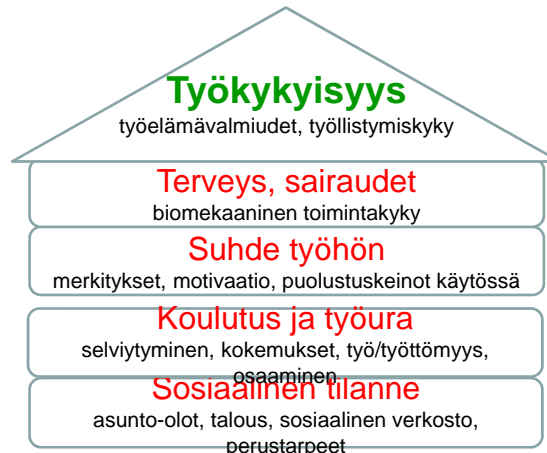 Työkykyisyys
työelämävalmiudet, työllistymiskyky
Terveys, sairaudet
biomekaaninen toimintakyky
Suhde työhön
merkitykset, motivaatio, puolustuskeinot käytössä
Koulutus ja työura
selviytyminen, kokemukset, työ/työttömyys,
osaaminen
Sosiaalinen tilanne
asunto-olot, talous, sosiaalinen verkosto,
perustarpeet